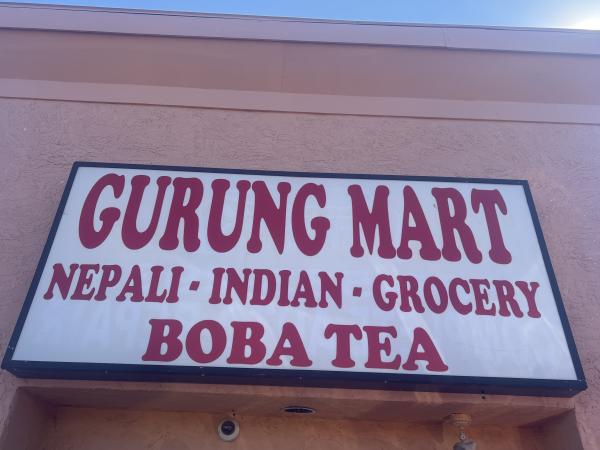 GURUNG MART
NEPALI - INDIAN - GROCERY
BOBA TEA